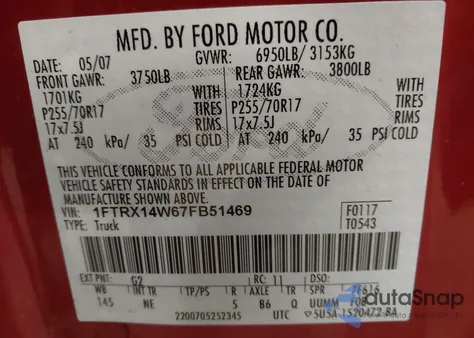 MFD. BY FORD MOTOR CO.
DATE: 05/07 GVWR: 6950LB/ 3153KG
FRONT GAWR: 3750LB REAR GAWR: 3800LB
1701KG WITH 1724KG WITH
P255/70R17 TIRES P255/70R17 TIRES
17x7.5J RIMS 17x7.5J RIMS
AT 240 kPa/ 35 PSI COLD AT 240 kPa/ 35 PSI COLD
THIS VEHICLE CONFORMS TO ALL APPLICABLE FEDERAL MOTOR
VEHICLE SAFETY STANDARDS IN EFFECT ON THE DATE OF
MANUFACTURE SHOWN ABOVE.
VIN: 1FTRX14W67FB51469 F0117
TYPE: Truck T0543
EXT PNT: G2 RC: 11 DSO:
WB INT TR TP/PS R AXLE TR SPR 7F616
145 NE 5 B6 Q UUMM F08
2200705252345 UTC
autaSnap